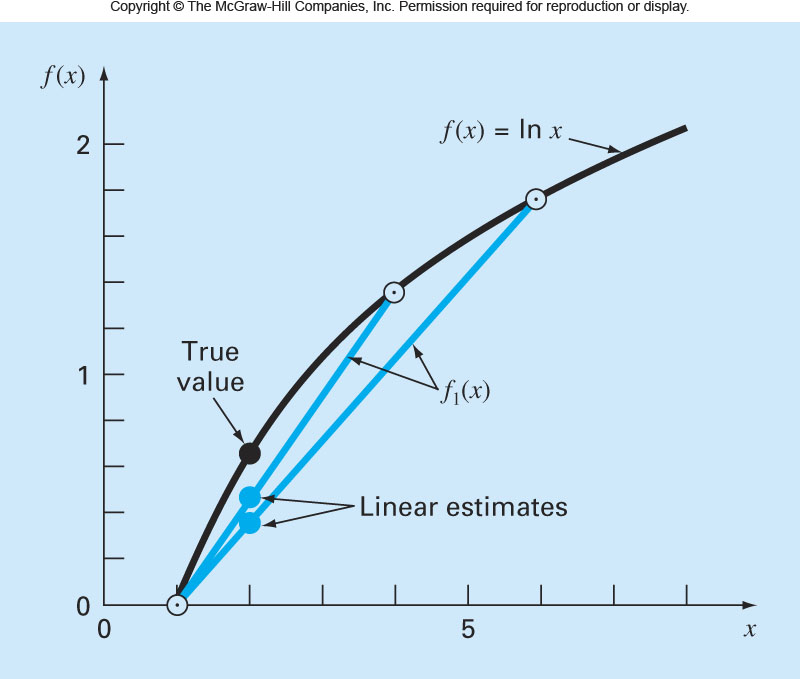 Copyright © The McGraw-Hill Companies, Inc. Permission required for reproduction or display.
f(x)
2
f(x) = ln x
True
value
1
f₁(x)
Linear estimates
0
0
5
x